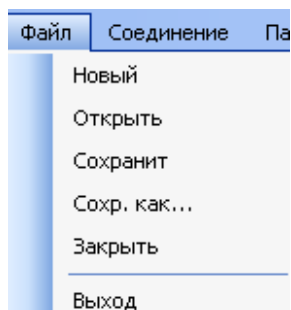 Файл Соединение Па
Новый
Открыть
Сохранит
Сохр. как...
Закрыть
Выход